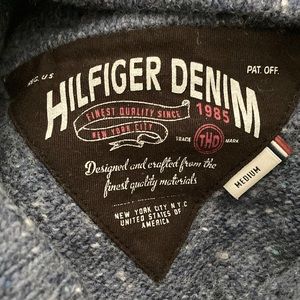 REG. U.S
PAT. OFF.
HILFIGER DENIM
FINEST QUALITY SINCE
1985
NEW YORK CITY
TRADE THD MARK
Designed and crafted from the
finest quality materials
MEDIUM
NEW YORK CITY N.Y.C
UNITED STATES OF
AMERICA